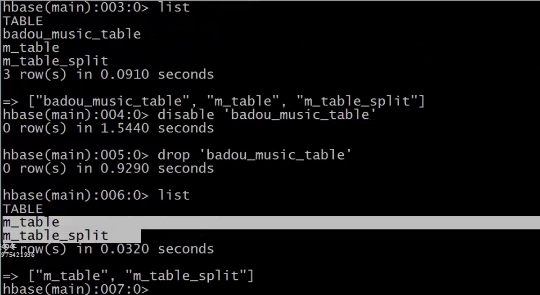 hbase(main):003:0> list
TABLE
badou_music_table
m_table
m_table_split
3 row(s) in 0.0910 seconds
=> ["badou_music_table", "m_table", "m_table_split"]
hbase(main):004:0> disable 'badou_music_table'
0 row(s) in 1.5440 seconds
hbase(main):005:0> drop 'badou_music_table'
0 row(s) in 0.9290 seconds
hbase(main):006:0> list
TABLE
m_table
m_table_split
row(s) in 0.0320 seconds
975421936
=> ["m_table", "m_table_split"]
hbase(main):007:0>